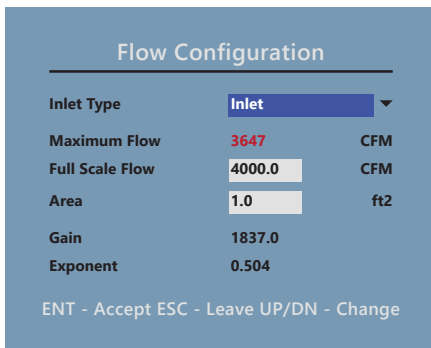 Flow Configuration
Inlet Type Inlet
Maximum Flow 3647 CFM
Full Scale Flow 4000.0 CFM
Area 1.0 ft2
Gain 1837.0
Exponent 0.504
ENT - Accept ESC - Leave UP/DN - Change